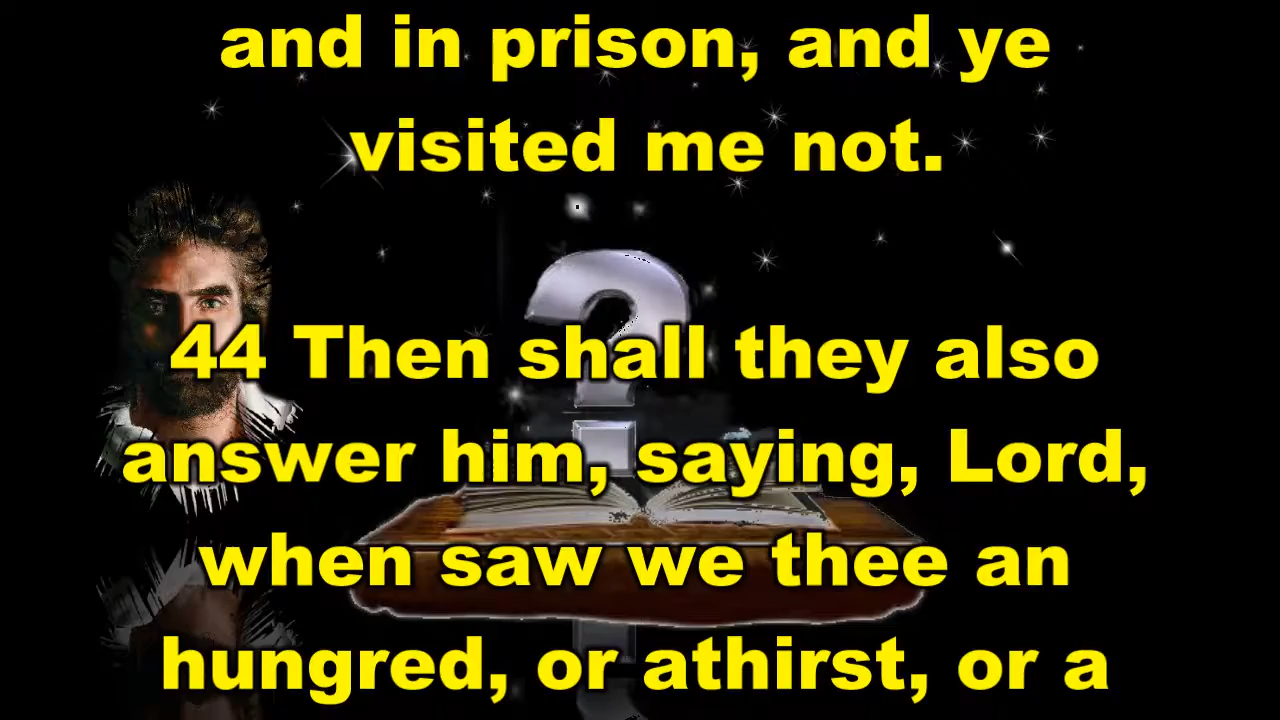 and in prison, and ye
visited me not.
44 Then shall they also
answer him, saying, Lord,
when saw we thee an
hungred, or athirst, or a